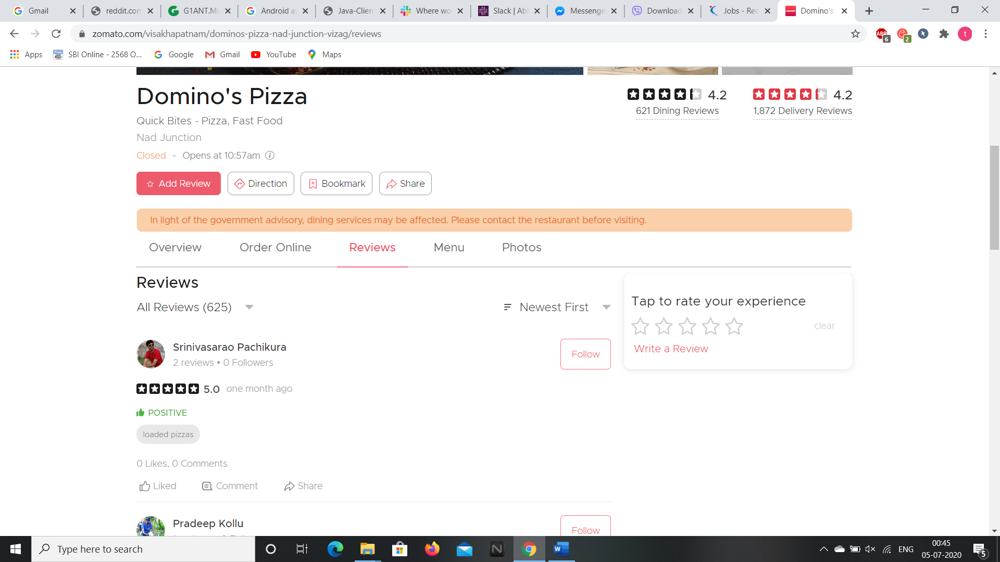 Gmail
reddit.com
G1ANT.Ma
Android a
Java-Clien
Where wo
Slack | Ab
Messenge
Download
Jobs - Rec
Domino's
zomato.com/visakhapatnam/dominos-pizza-nad-junction-vizag/reviews
ABP 6
2
t
Apps
SBI Online - 2568 O...
Google
Gmail
YouTube
Maps
Domino's Pizza
4.2
4.2
621 Dining Reviews
1,872 Delivery Reviews
Quick Bites - Pizza, Fast Food
Nad Junction
Closed - Opens at 10:57am
Add Review
Direction
Bookmark
Share
In light of the government advisory, dining services may be affected. Please contact the restaurant before visiting.
Overview
Order Online
Reviews
Menu
Photos
Reviews
All Reviews (625)
Newest First
Tap to rate your experience
clear
Write a Review
Srinivasarao Pachikura
2 reviews • 0 Followers
Follow
5.0 one month ago
POSITIVE
loaded pizzas
0 Likes, 0 Comments
Liked
Comment
Share
Pradeep Kollu
Follow
Type here to search
ENG
00:45
05-07-2020
5